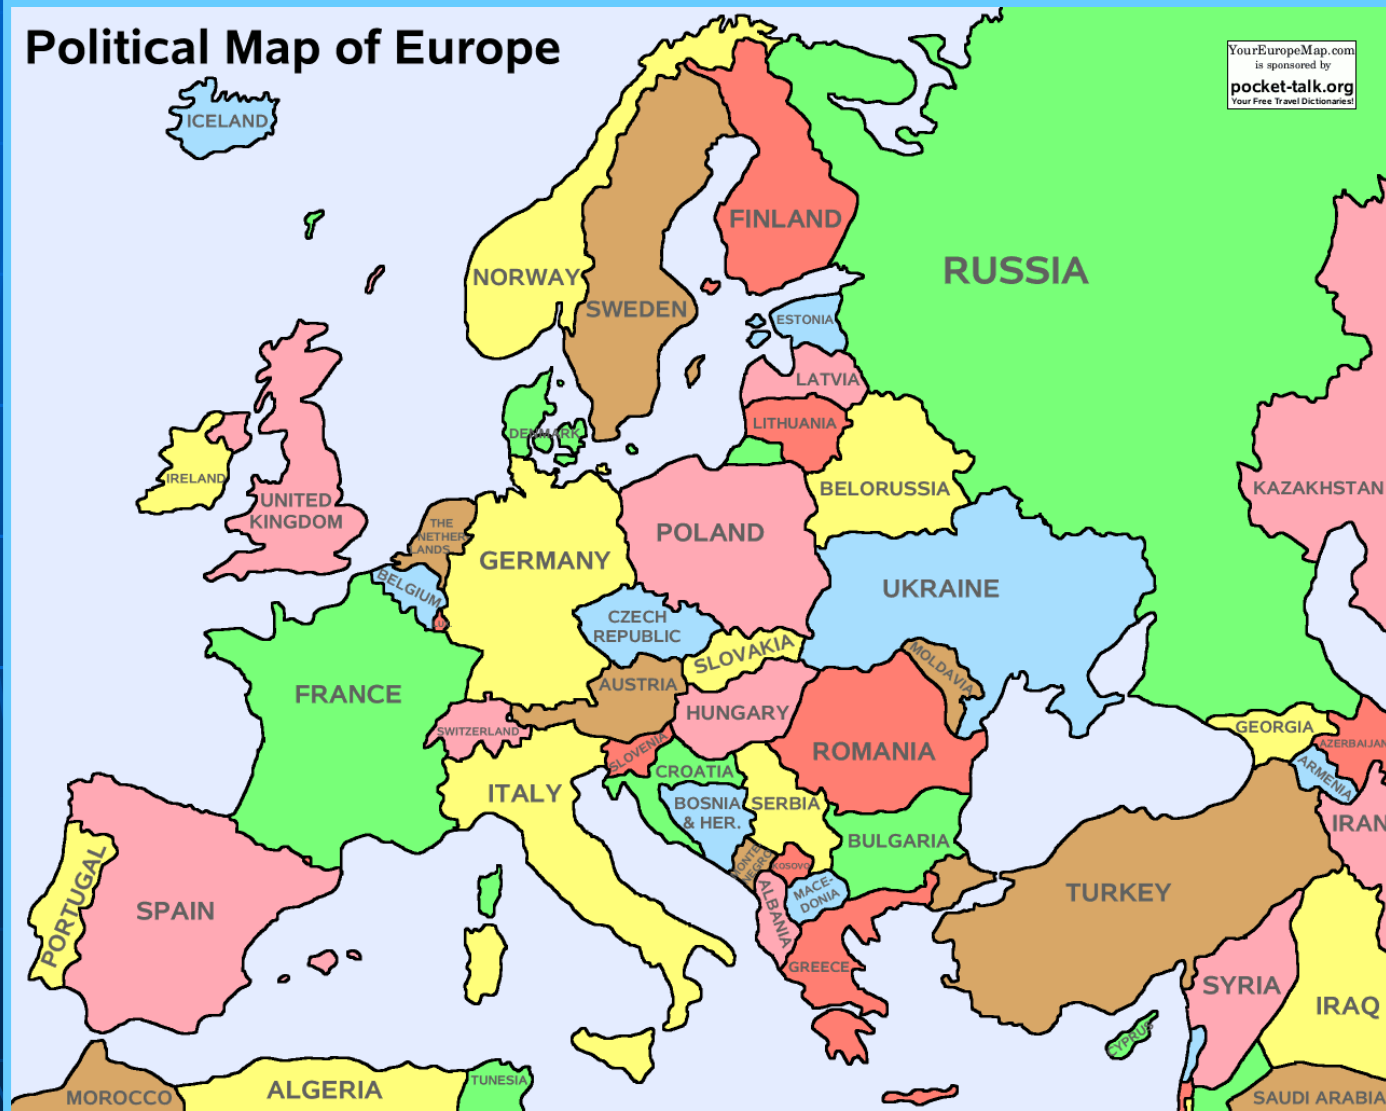 Political Map of Europe
YourEuropeMap.com
is sponsored by
pocket-talk.org
Your Free Travel Dictionaries!
ICELAND
FINLAND
RUSSIA
NORWAY
SWEDEN
ESTONIA
LATVIA
LITHUANIA
DENMARK
IRELAND
UNITED
KINGDOM
BELORUSSIA
KAZAKHSTAN
THE
NETHER
LANDS
POLAND
GERMANY
BELGIUM
UKRAINE
LUX
CZECH
REPUBLIC
SLOVAKIA
MOLDAVIA
FRANCE
AUSTRIA
HUNGARY
SWITZERLAND
SLOVENIA
ROMANIA
GEORGIA
AZERBAIJAN
ARMENIA
CROATIA
ITALY
BOSNIA
& HER.
SERBIA
IRAN
BULGARIA
MONTE
NEGRO
KOSOVO
MACE-
DONIA
ALBANIA
TURKEY
PORTUGAL
SPAIN
GREECE
SYRIA
IRAQ
CYPRUS
MOROCCO
ALGERIA
TUNESIA
SAUDI ARABIA